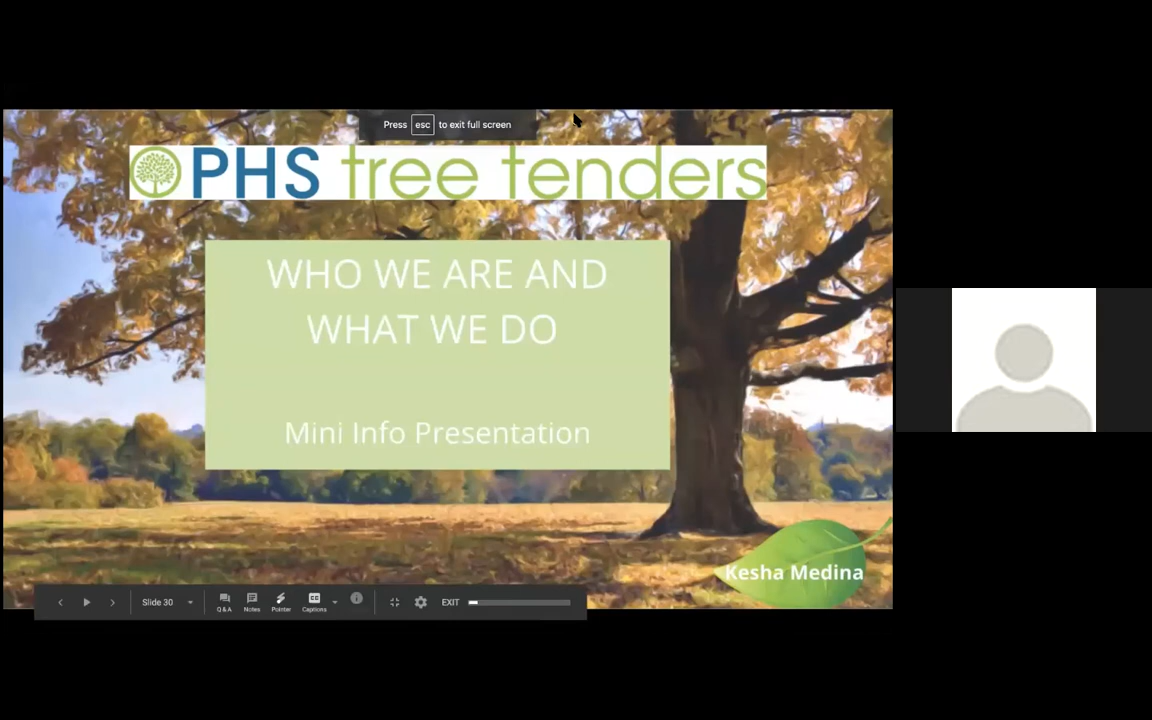 Press esc to exit full screen
PHS tree tenders
WHO WE ARE AND
WHAT WE DO
Mini Info Presentation
Kesha Medina
Slide 30
Q&A
Notes
Pointer
CC
Captions
EXIT